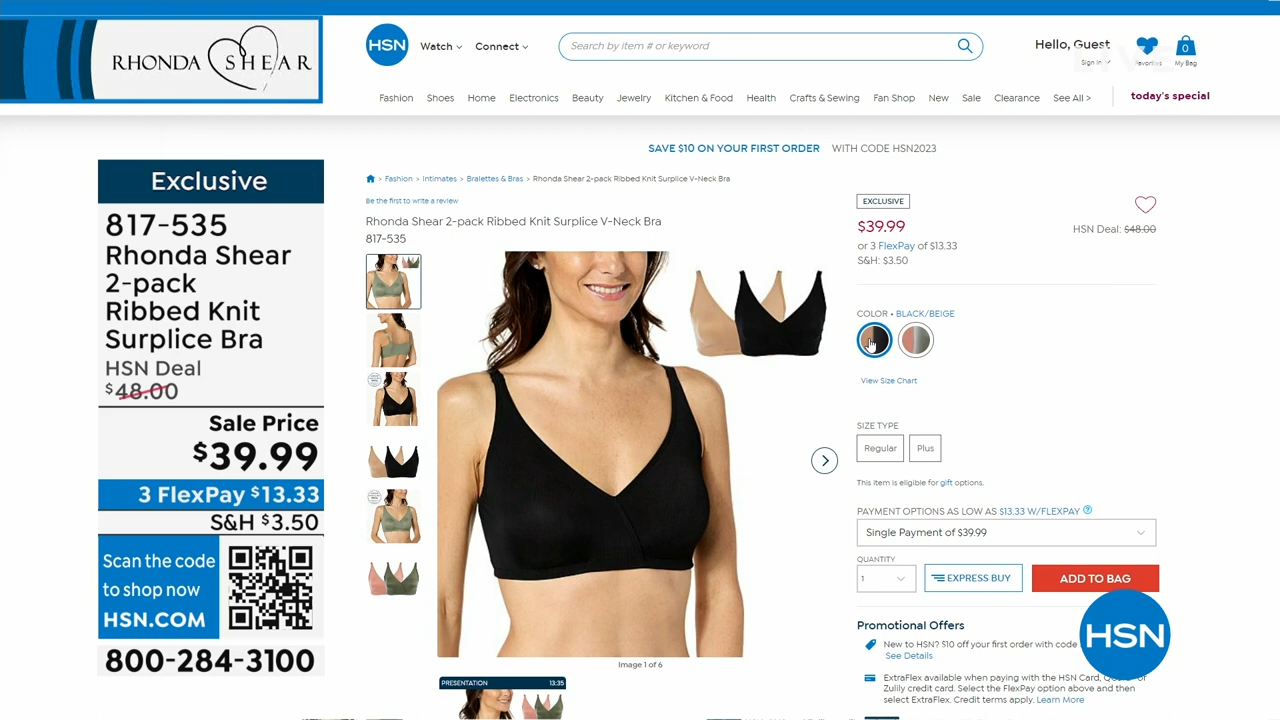 RHONDA SHEAR
HSN
Watch
Connect
Search by item # or keyword
Hello, Guest
Sign In
Favorites
0
My Bag
Fashion Shoes Home Electronics Beauty Jewelry Kitchen & Food Health Crafts & Sewing Fan Shop New Sale Clearance See All > today's special
SAVE $10 ON YOUR FIRST ORDER WITH CODE HSN2023
Exclusive
817-535
Rhonda Shear
2-pack
Ribbed Knit
Surplice Bra
HSN Deal
$48.00
Sale Price
$39.99
3 FlexPay $13.33
S&H $3.50
Scan the code
to shop now
HSN.COM
800-284-3100
> Fashion > Intimates > Bralettes & Bras > Rhonda Shear 2-pack Ribbed Knit Surplice V-Neck Bra
Be the first to write a review
Rhonda Shear 2-pack Ribbed Knit Surplice V-Neck Bra
817-535
Image 1 of 6
PRESENTATION 13:35
EXCLUSIVE
$39.99
HSN Deal: $48.00
or 3 FlexPay of $13.33
S&H: $3.50
COLOR • BLACK/BEIGE
View Size Chart
SIZE TYPE
Regular Plus
This item is eligible for gift options.
PAYMENT OPTIONS AS LOW AS $13.33 W/FLEXPAY ?
Single Payment of $39.99
QUANTITY
1
EXPRESS BUY
ADD TO BAG
Promotional Offers
New to HSN? $10 off your first order with code
See Details
HSN
ExtraFlex available when paying with the HSN Card, or
Zulily credit card. Select the FlexPay option above and then
select ExtraFlex. Credit terms apply. Learn More